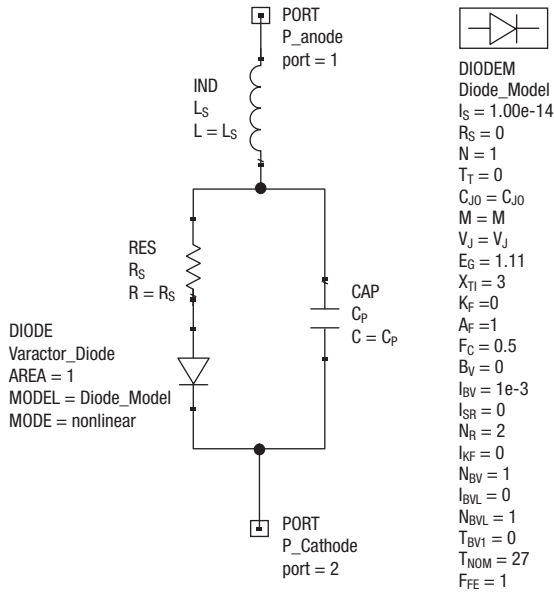 PORT
P_anode
port = 1
IND
LS
L = LS
RES
RS
R = RS
CAP
CP
C = CP
DIODE
Varactor_Diode
AREA = 1
MODEL = Diode_Model
MODE = nonlinear
PORT
P_Cathode
port = 2
DIODEM
Diode_Model
IS = 1.00e-14
RS = 0
N = 1
TT = 0
CJO = CJO
M = M
VJ = VJ
EG = 1.11
XTI = 3
KF =0
AF =1
FC = 0.5
BV = 0
IBV = 1e-3
ISR = 0
NR = 2
IKF = 0
NBV = 1
IBVL = 0
NBVL = 1
TBV1 = 0
TNOM = 27
FFE = 1